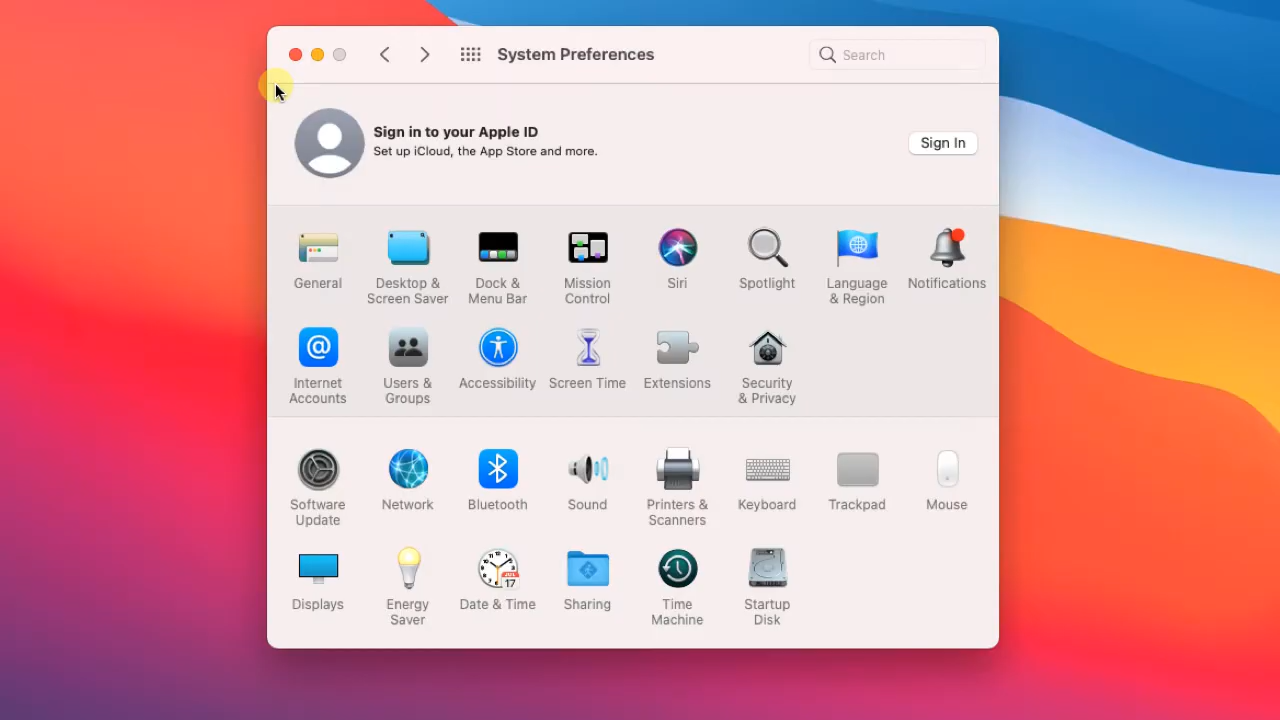 System Preferences
Search
Sign in to your Apple ID
Set up iCloud, the App Store and more.
Sign In
General
Desktop &
Screen Saver
Dock &
Menu Bar
Mission
Control
Siri
Spotlight
Language
& Region
Notifications
@
Internet
Accounts
Users &
Groups
Accessibility
Screen Time
Extensions
Security
& Privacy
Software
Update
Network
Bluetooth
Sound
Printers &
Scanners
Keyboard
Trackpad
Mouse
Displays
Energy
Saver
17
Date & Time
Sharing
Time
Machine
Startup
Disk